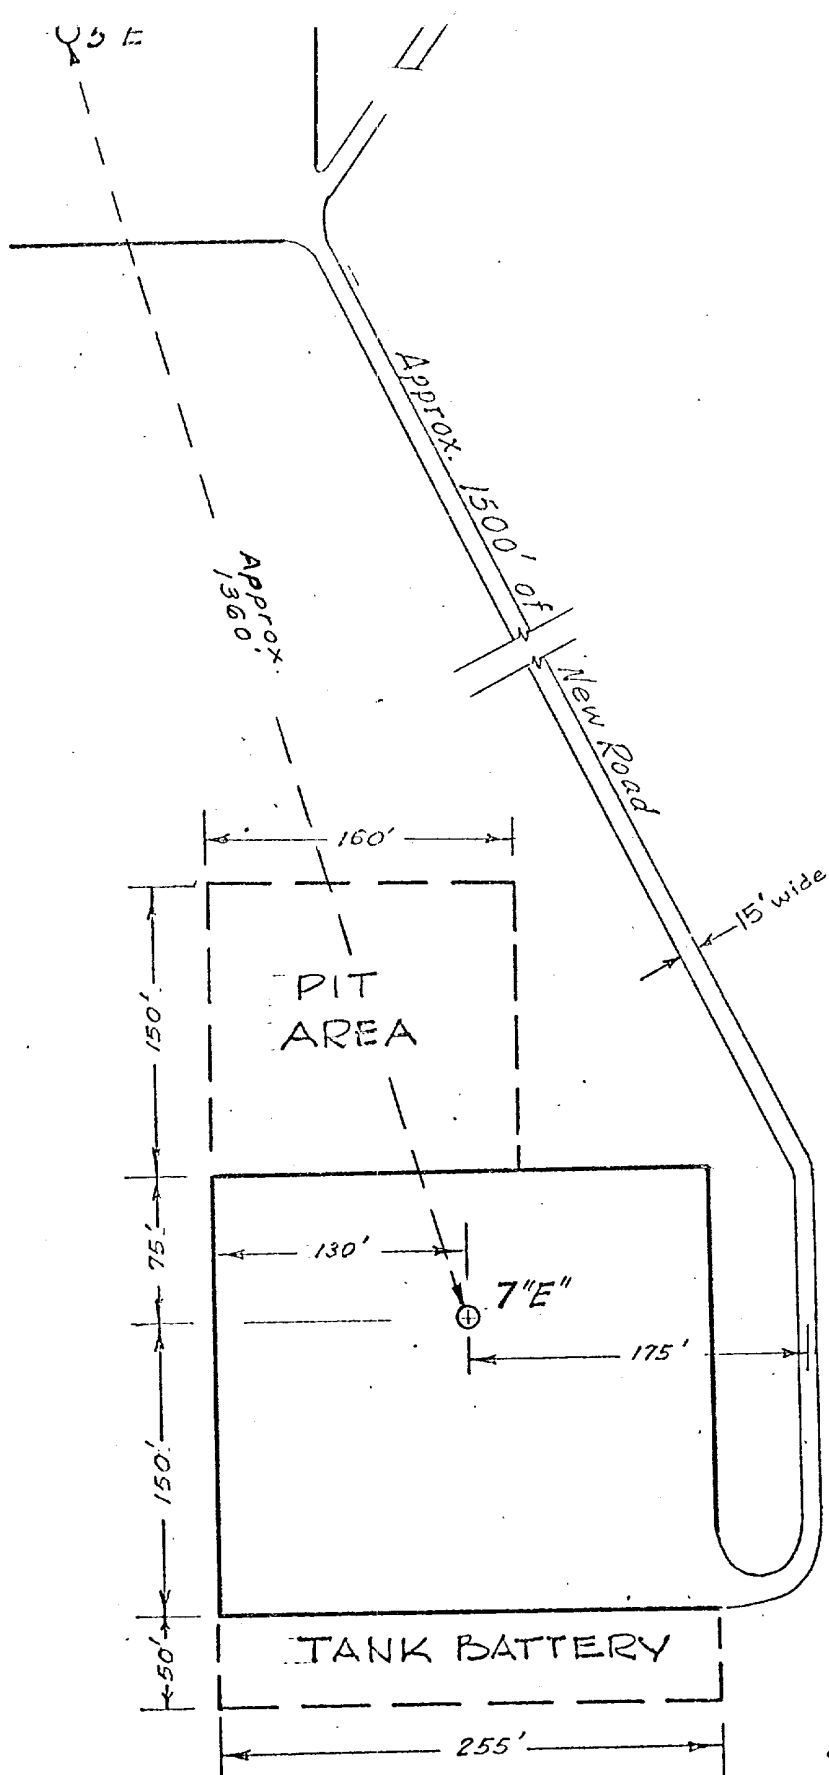 5 E
Approx. 1500' of
New Road
Approx.
1360'
160'
15' wide
150'
PIT
AREA
75'
130'
7"E"
175'
150'
50'
TANK BATTERY
255'